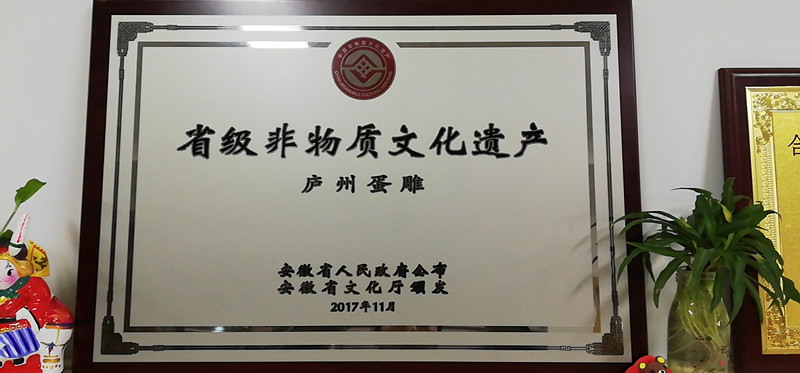 省级非物质文化遗产
庐州蛋雕
安徽省人民政府公布
安徽省文化厅颁发
2017年11月
合